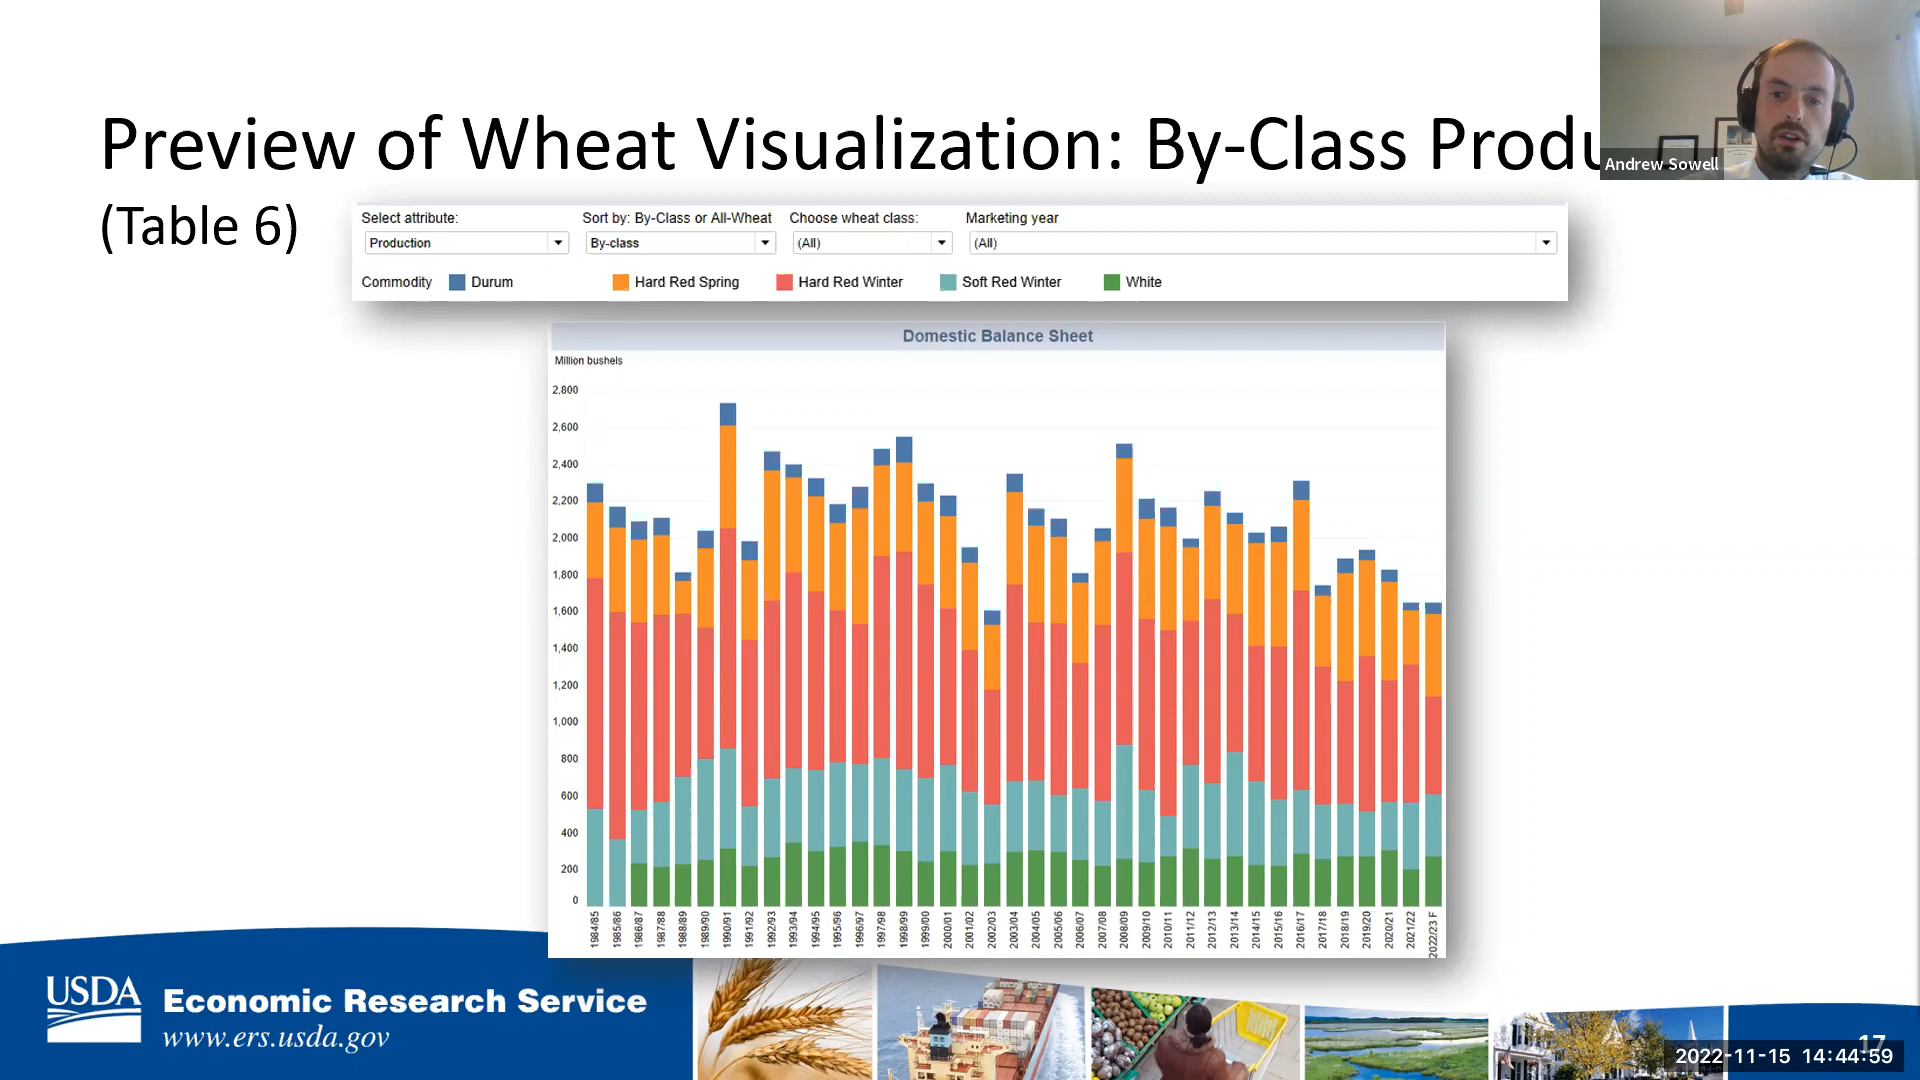 Preview of Wheat Visualization: By-Class Produ
Andrew Sowell
(Table 6)
Select attribute: Sort by: By-Class or All-Wheat Choose wheat class: Marketing year
Production By-class (All) (All)
Commodity Durum Hard Red Spring Hard Red Winter Soft Red Winter White
Domestic Balance Sheet
Million bushels
2,800
2,600
2,400
2,200
2,000
1,800
1,600
1,400
1,200
1,000
800
600
400
200
0
1984/85 1985/86 1986/87 1987/88 1988/89 1989/90 1990/91 1991/92 1992/93 1993/94 1994/95 1995/96 1996/97 1997/98 1998/99 1999/00 2000/01 2001/02 2002/03 2003/04 2004/05 2005/06 2006/07 2007/08 2008/09 2009/10 2010/11 2011/12 2012/13 2013/14 2014/15 2015/16 2016/17 2017/18 2018/19 2019/20 2020/21 2021/22 2022/23 F
USDA Economic Research Service
www.ers.usda.gov
17
2022-11-15 14:44:59